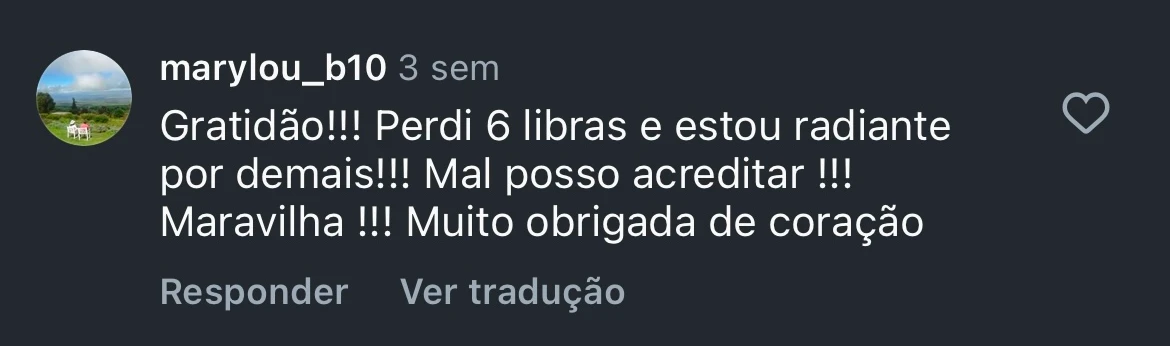 marylou_b10 3 sem
Gratidão!!! Perdi 6 libras e estou radiante
por demais!!! Mal posso acreditar !!!
Maravilha !!! Muito obrigada de coração
Responder Ver tradução